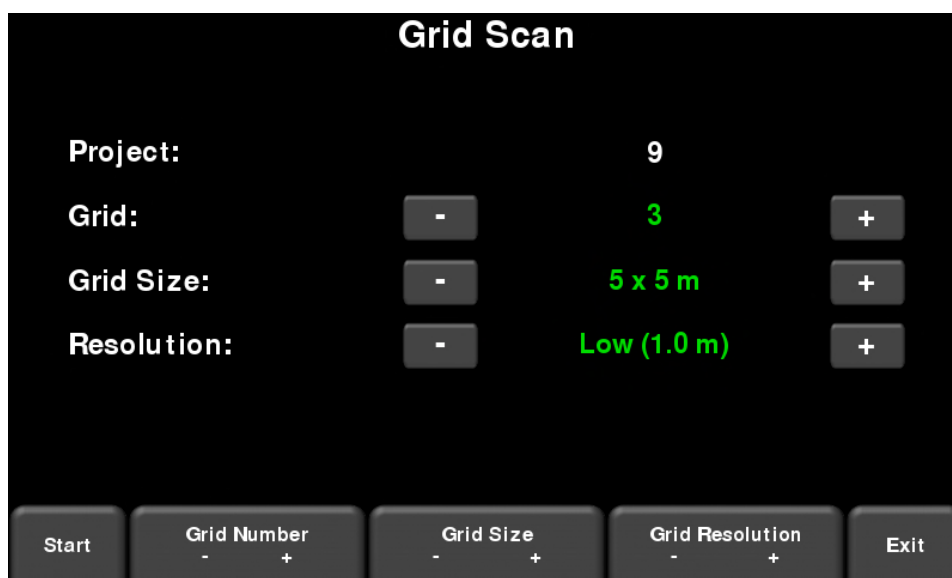 Grid Scan
Project: 9
Grid: - 3 +
Grid Size: - 5 x 5 m +
Resolution: - Low (1.0 m) +
Start Grid Number - + Grid Size - + Grid Resolution - + Exit